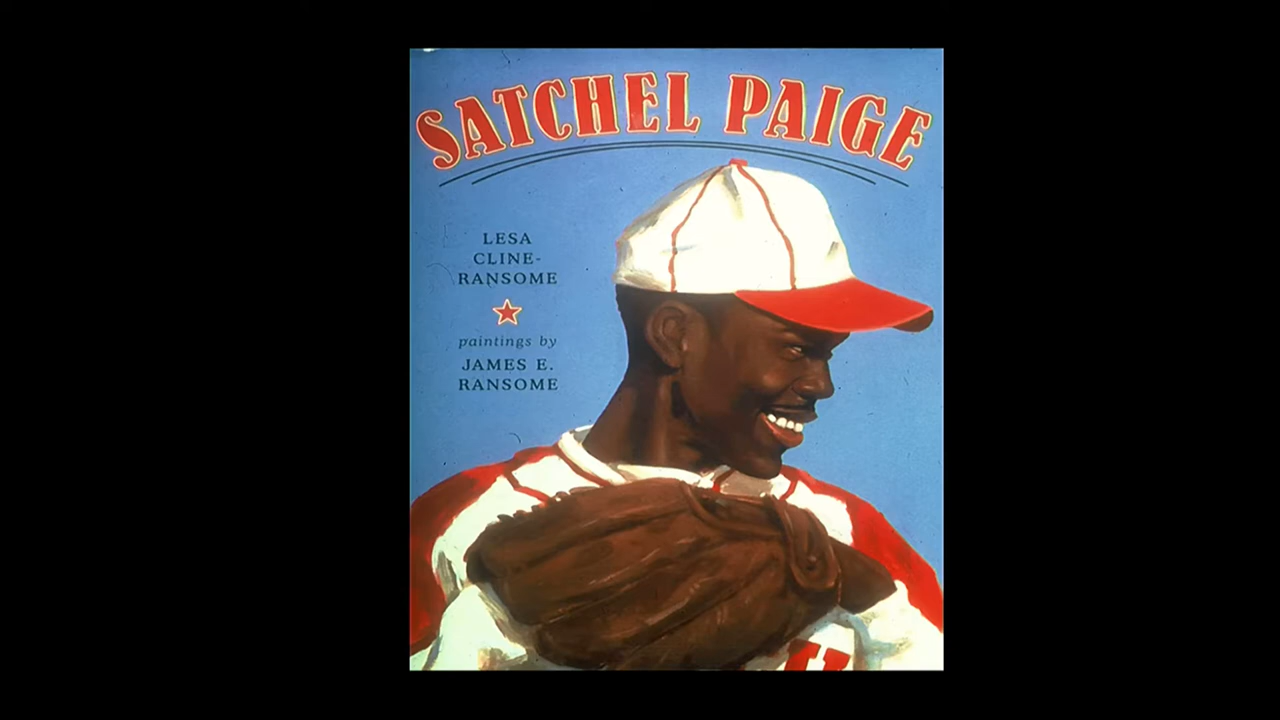 SATCHEL PAIGE
LESA
CLINE-
RANSOME
paintings by
JAMES E.
RANSOME